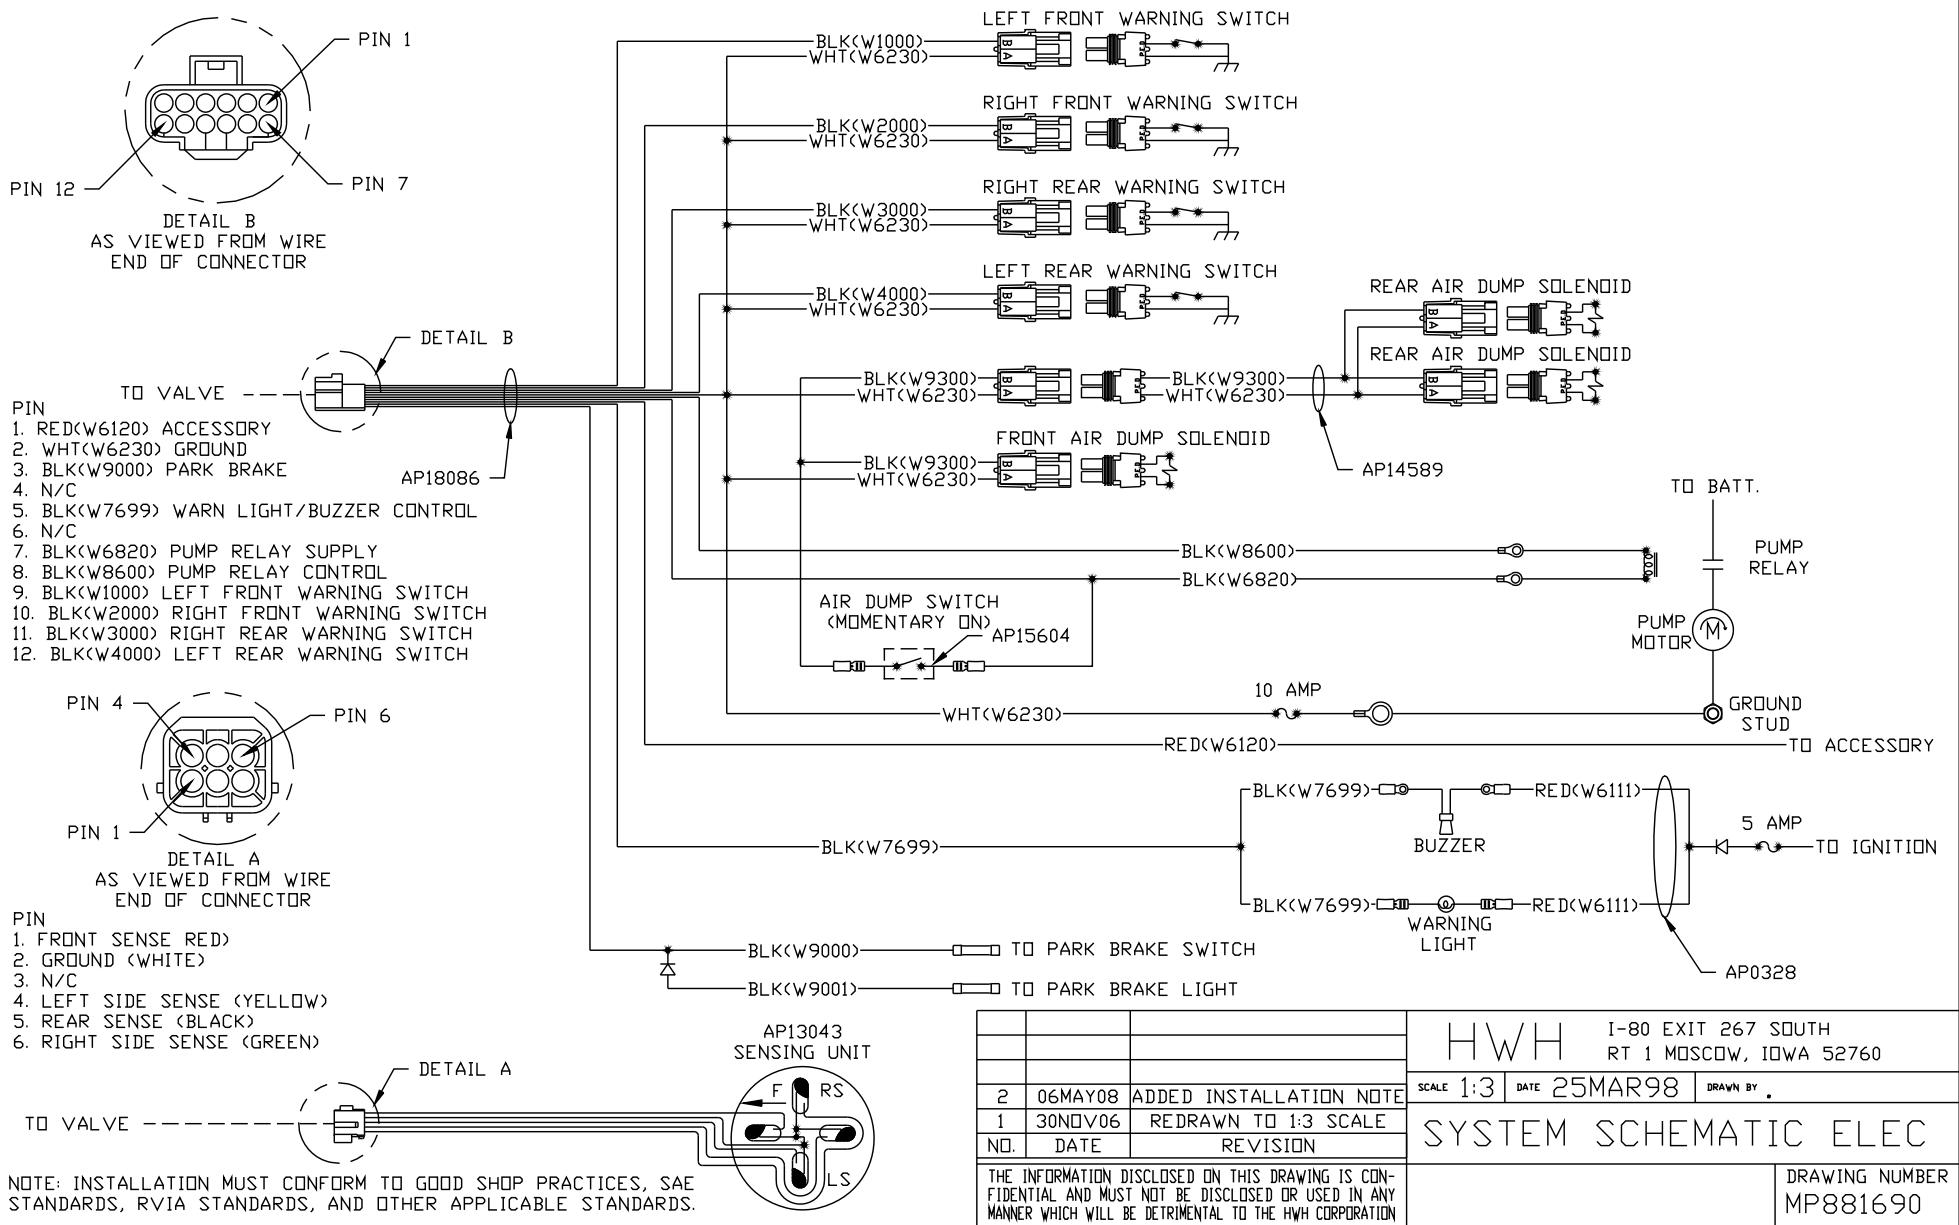 PIN 1
PIN 12
PIN 7
DETAIL B
AS VIEWED FROM WIRE
END OF CONNECTOR
TO VALVE
DETAIL B
AP18086
PIN
1. RED(W6120) ACCESSORY
2. WHT(W6230) GROUND
3. BLK(W9000) PARK BRAKE
4. N/C
5. BLK(W7699) WARN LIGHT/BUZZER CONTROL
6. N/C
7. BLK(W6820) PUMP RELAY SUPPLY
8. BLK(W8600) PUMP RELAY CONTROL
9. BLK(W1000) LEFT FRONT WARNING SWITCH
10. BLK(W2000) RIGHT FRONT WARNING SWITCH
11. BLK(W3000) RIGHT REAR WARNING SWITCH
12. BLK(W4000) LEFT REAR WARNING SWITCH
PIN 4
PIN 6
PIN 1
DETAIL A
AS VIEWED FROM WIRE
END OF CONNECTOR
PIN
1. FRONT SENSE RED)
2. GROUND (WHITE)
3. N/C
4. LEFT SIDE SENSE (YELLOW)
5. REAR SENSE (BLACK)
6. RIGHT SIDE SENSE (GREEN)
DETAIL A
TO VALVE
AP13043
SENSING UNIT
F
RS
LS
NOTE: INSTALLATION MUST CONFORM TO GOOD SHOP PRACTICES, SAE
STANDARDS, RVIA STANDARDS, AND OTHER APPLICABLE STANDARDS.
LEFT FRONT WARNING SWITCH
BLK(W1000)
WHT(W6230)
B
A
RIGHT FRONT WARNING SWITCH
BLK(W2000)
WHT(W6230)
B
A
RIGHT REAR WARNING SWITCH
BLK(W3000)
WHT(W6230)
B
A
LEFT REAR WARNING SWITCH
BLK(W4000)
WHT(W6230)
B
A
REAR AIR DUMP SOLENOID
B
A
REAR AIR DUMP SOLENOID
BLK(W9300)
WHT(W6230)
B
A
BLK(W9300)
WHT(W6230)
B
A
AP14589
FRONT AIR DUMP SOLENOID
BLK(W9300)
WHT(W6230)
B
A
TO BATT.
BLK(W8600)
BLK(W6820)
PUMP
RELAY
AIR DUMP SWITCH
(MOMENTARY ON)
AP15604
PUMP
MOTOR
M
10 AMP
WHT(W6230)
GROUND
STUD
RED(W6120)
TO ACCESSORY
BLK(W7699)
RED(W6111)
BUZZER
5 AMP
BLK(W7699)
TO IGNITION
BLK(W7699)
RED(W6111)
WARNING
LIGHT
AP0328
BLK(W9000)
TO PARK BRAKE SWITCH
BLK(W9001)
TO PARK BRAKE LIGHT
2 06MAY08 ADDED INSTALLATION NOTE
1 30NOV06 REDRAWN TO 1:3 SCALE
NO. DATE REVISION
THE INFORMATION DISCLOSED ON THIS DRAWING IS CON-
FIDENTIAL AND MUST NOT BE DISCLOSED OR USED IN ANY
MANNER WHICH WILL BE DETRIMENTAL TO THE HWH CORPORATION
HWH
I-80 EXIT 267 SOUTH
RT 1 MOSCOW, IOWA 52760
SCALE 1:3 DATE 25MAR98 DRAWN BY .
SYSTEM SCHEMATIC ELEC
DRAWING NUMBER
MP881690